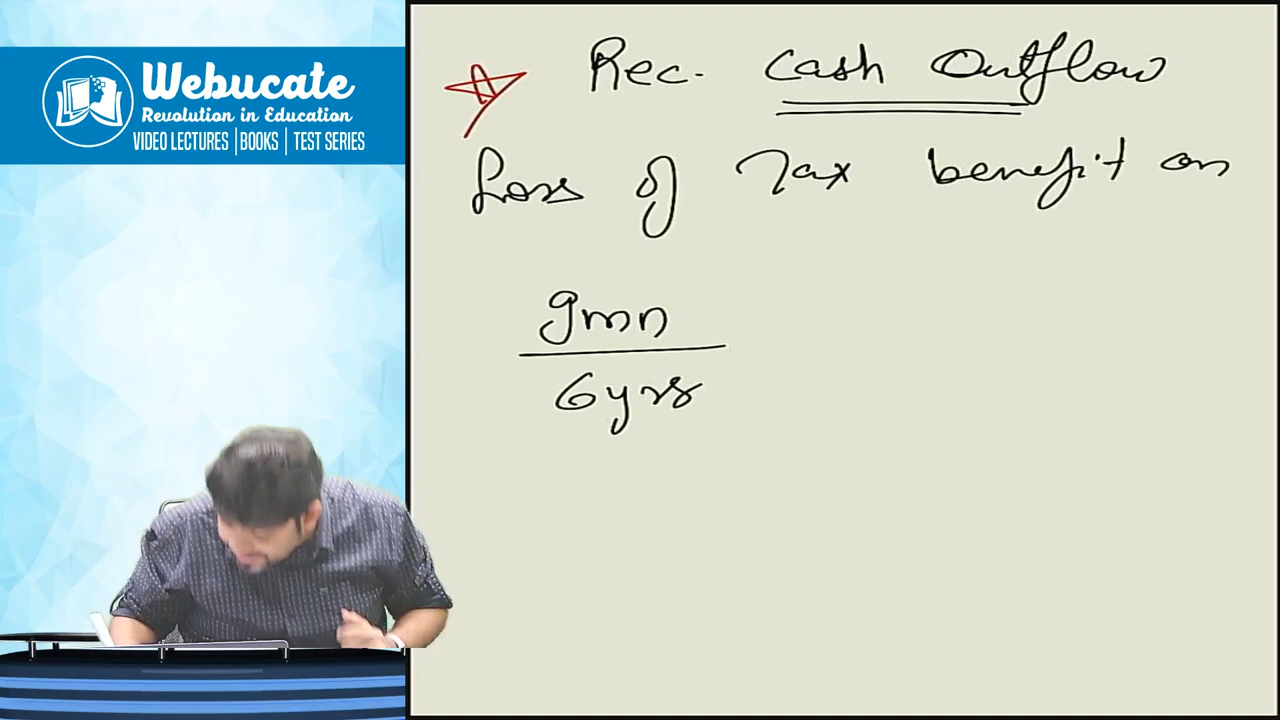 Webucate
Revolution in Education
VIDEO LECTURES | BOOKS | TEST SERIES
Rec. Cash Outflow
Loss of Tax benefit on
9mn
6yrs